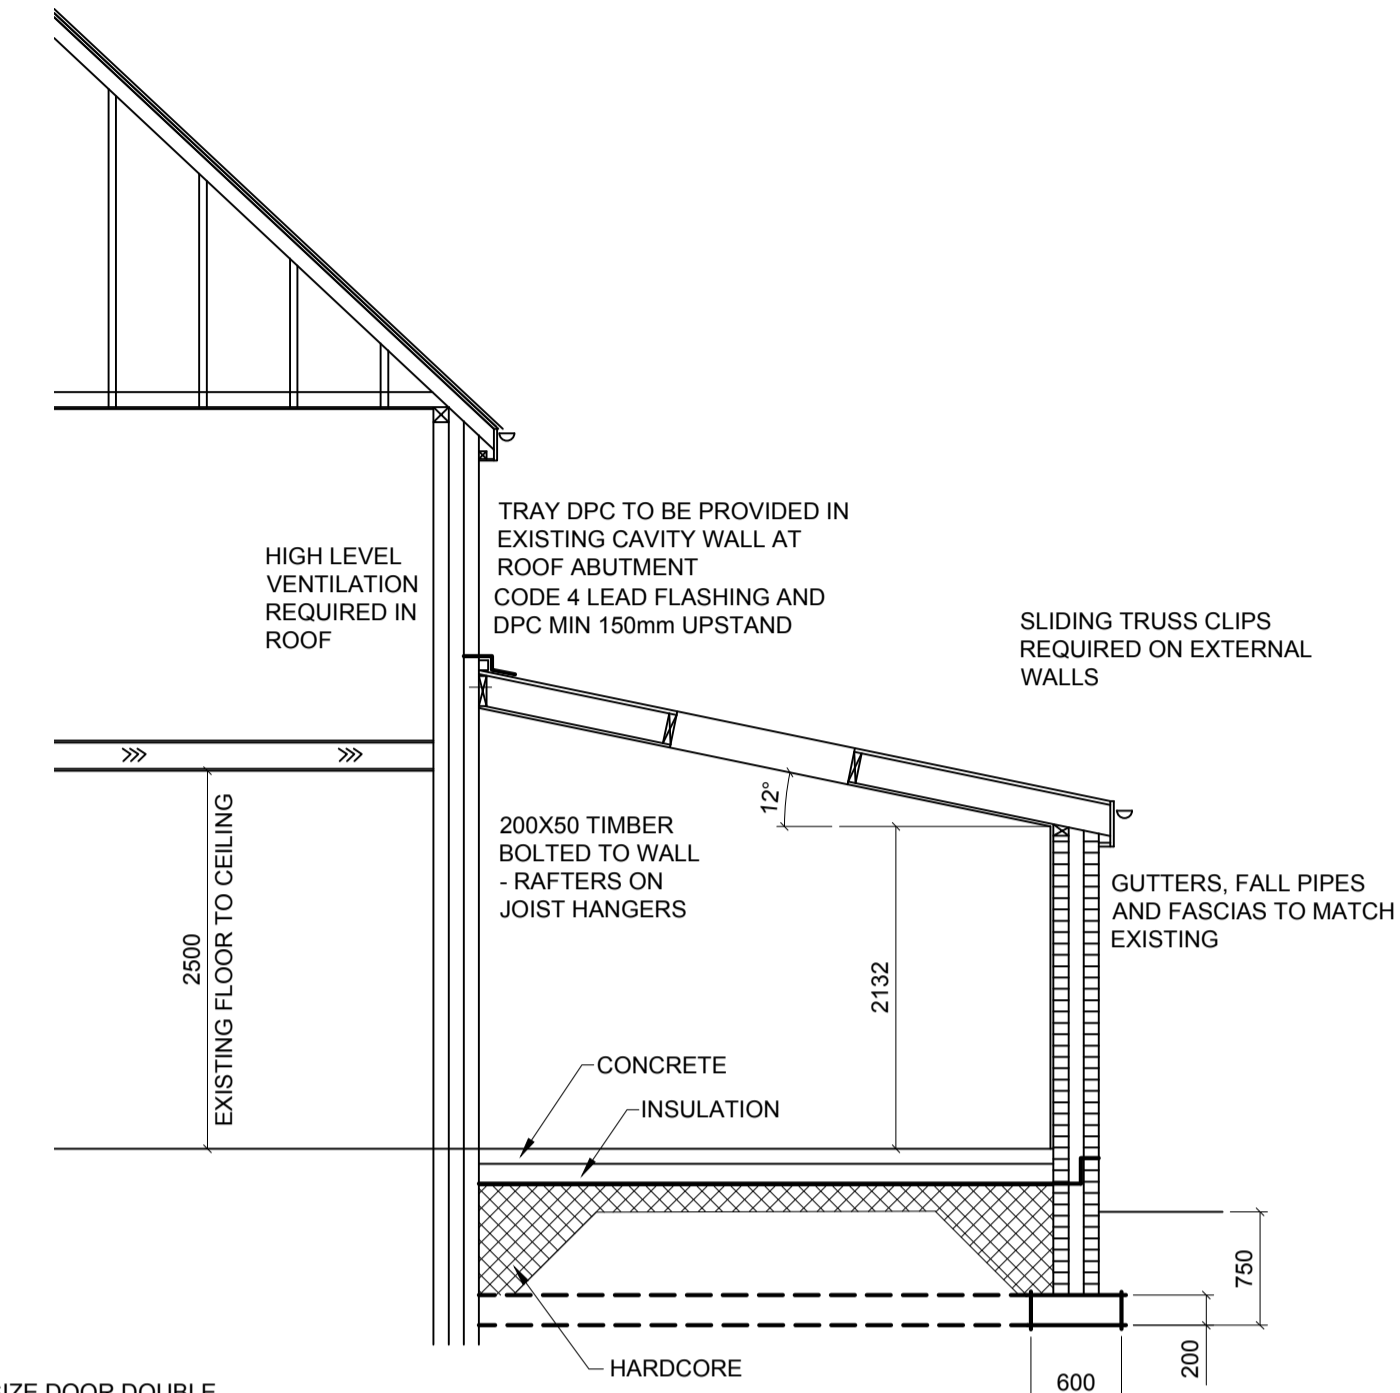 TRAY DPC TO BE PROVIDED IN
EXISTING CAVITY WALL AT
ROOF ABUTMENT
CODE 4 LEAD FLASHING AND
DPC MIN 150mm UPSTAND
HIGH LEVEL
VENTILATION
REQUIRED IN
ROOF
SLIDING TRUSS CLIPS
REQUIRED ON EXTERNAL
WALLS
12°
200X50 TIMBER
BOLTED TO WALL
- RAFTERS ON
JOIST HANGERS
GUTTERS, FALL PIPES
AND FASCIAS TO MATCH
EXISTING
2500
EXISTING FLOOR TO CEILING
2132
CONCRETE
INSULATION
750
200
HARDCORE
600
DOOR DOUBLE